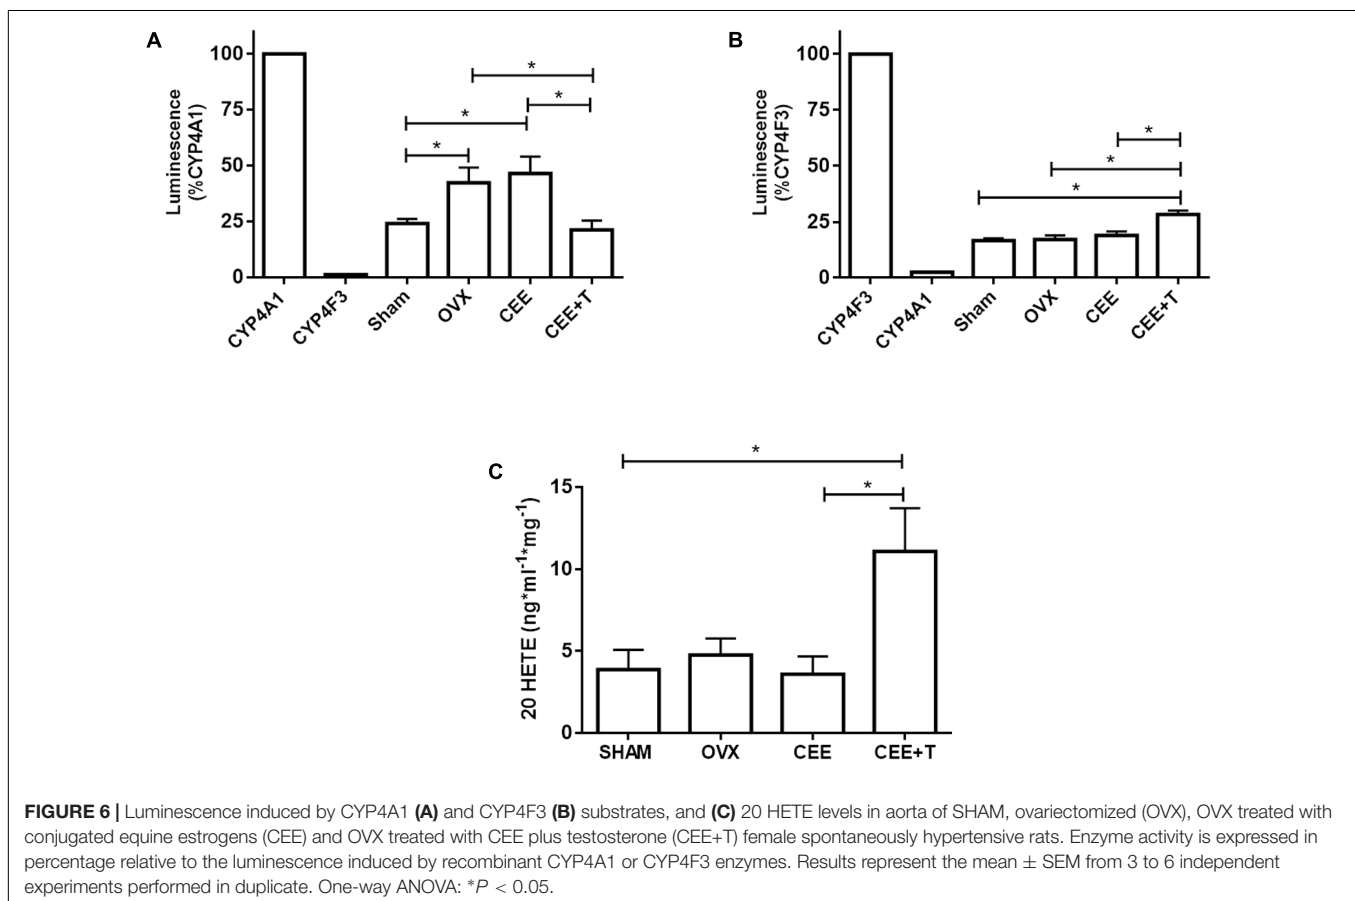 A
Luminescence
(%CYP4A1)
100
75
50
25
0
*
*
*
*
CYP4A1
CYP4F3
Sham
OVX
CEE
CEE+T
B
Luminescence
(%CYP4F3)
100
75
50
25
0
*
*
*
CYP4F3
CYP4A1
Sham
OVX
CEE
CEE+T
C
20 HETE (ng*ml⁻¹*mg⁻¹)
15
10
5
0
*
*
SHAM
OVX
CEE
CEE+T
FIGURE 6 | Luminescence induced by CYP4A1 (A) and CYP4F3 (B) substrates, and (C) 20 HETE levels in aorta of SHAM, ovariectomized (OVX), OVX treated with
conjugated equine estrogens (CEE) and OVX treated with CEE plus testosterone (CEE+T) female spontaneously hypertensive rats. Enzyme activity is expressed in
percentage relative to the luminescence induced by recombinant CYP4A1 or CYP4F3 enzymes. Results represent the mean ± SEM from 3 to 6 independent
experiments performed in duplicate. One-way ANOVA: *P < 0.05.